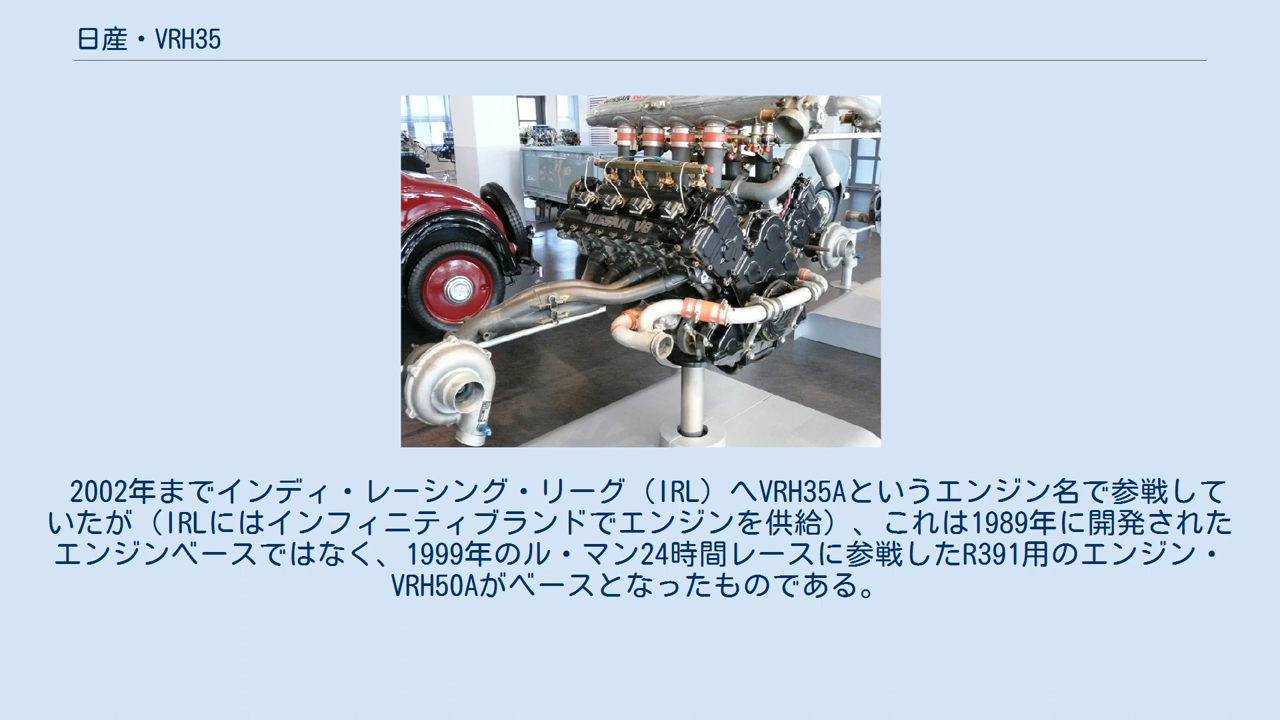 日産・VRH35
NISSAN V8
2002年までインディ・レーシング・リーグ（IRL）へVRH35Aというエンジン名で参戦して
いたが（IRLにはインフィニティブランドでエンジンを供給）、これは1989年に開発された
エンジンベースではなく、1999年のル・マン24時間レースに参戦したR391用のエンジン・
VRH50Aがベースとなったものである。